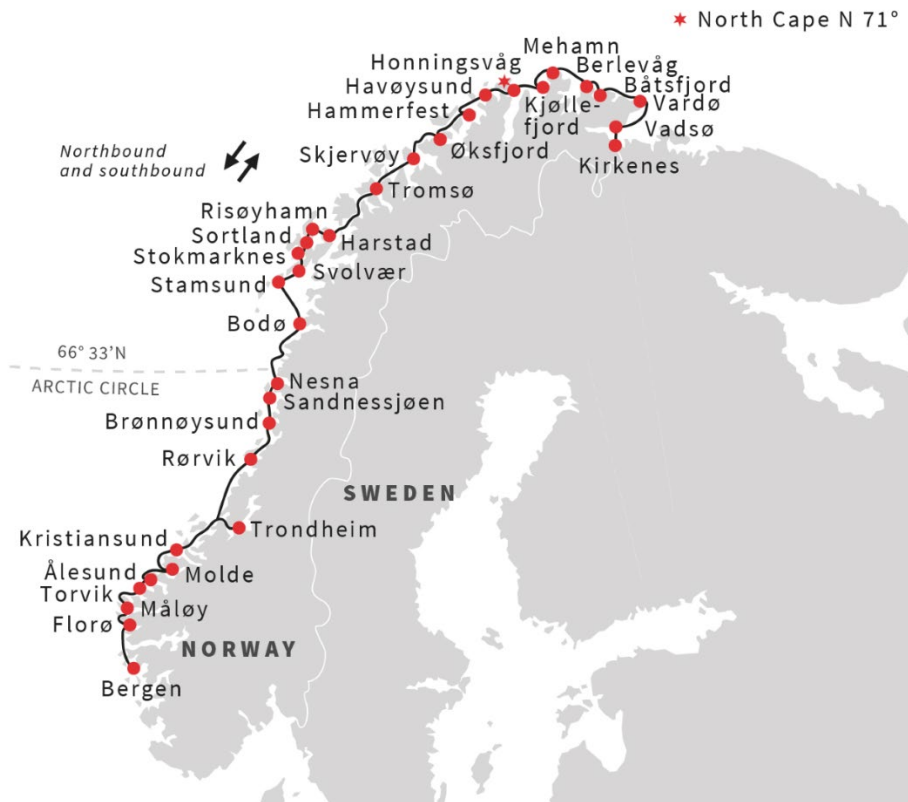 North Cape N 71°
Mehamn
Honningsvåg
Berlevåg
Havøysund
Båtsfjord
Hammerfest
Kjølle-
fjord
Vardø
Vadsø
Northbound
and southbound
Skjervøy
Øksfjord
Kirkenes
Tromsø
Risøyhamn
Sortland
Harstad
Stokmarknes
Svolvær
Stamsund
Bodø
66° 33’N
ARCTIC CIRCLE
Nesna
Sandnessjøen
Brønnøysund
Rørvik
SWEDEN
Trondheim
Kristiansund
Ålesund
Molde
Torvik
Måløy
Florø
NORWAY
Bergen